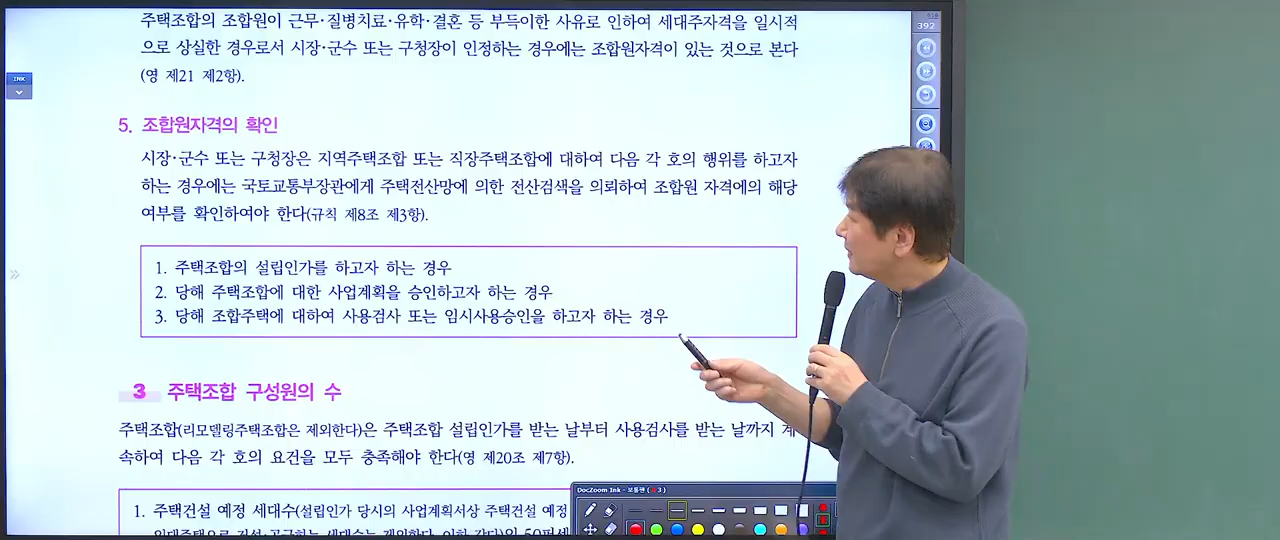 주택조합의 조합원이 근무·질병치료·유학·결혼 등 부득이한 사유로 인하여 세대주자격을 일시적
으로 상실한 경우로서 시장·군수 또는 구청장이 인정하는 경우에는 조합원자격이 있는 것으로 본다
(영 제21 제2항).
392
INK
5. 조합원자격의 확인
시장·군수 또는 구청장은 지역주택조합 또는 직장주택조합에 대하여 다음 각 호의 행위를 하고자
하는 경우에는 국토교통부장관에게 주택전산망에 의한 전산검색을 의뢰하여 조합원 자격에의 해당
여부를 확인하여야 한다(규칙 제8조 제3항).
1. 주택조합의 설립인가를 하고자 하는 경우
2. 당해 주택조합에 대한 사업계획을 승인하고자 하는 경우
3. 당해 조합주택에 대하여 사용검사 또는 임시사용승인을 하고자 하는 경우
3 주택조합 구성원의 수
주택조합(리모델링주택조합은 제외한다)은 주택조합 설립인가를 받는 날부터 사용검사를 받는 날까지 계
속하여 다음 각 호의 요건을 모두 충족해야 한다(영 제20조 제7항).
1. 주택건설 예정 세대수(설립인가 당시의 사업계획서상 주택건설 예정
DocZoom Ink - 보통펜 ( 3 )